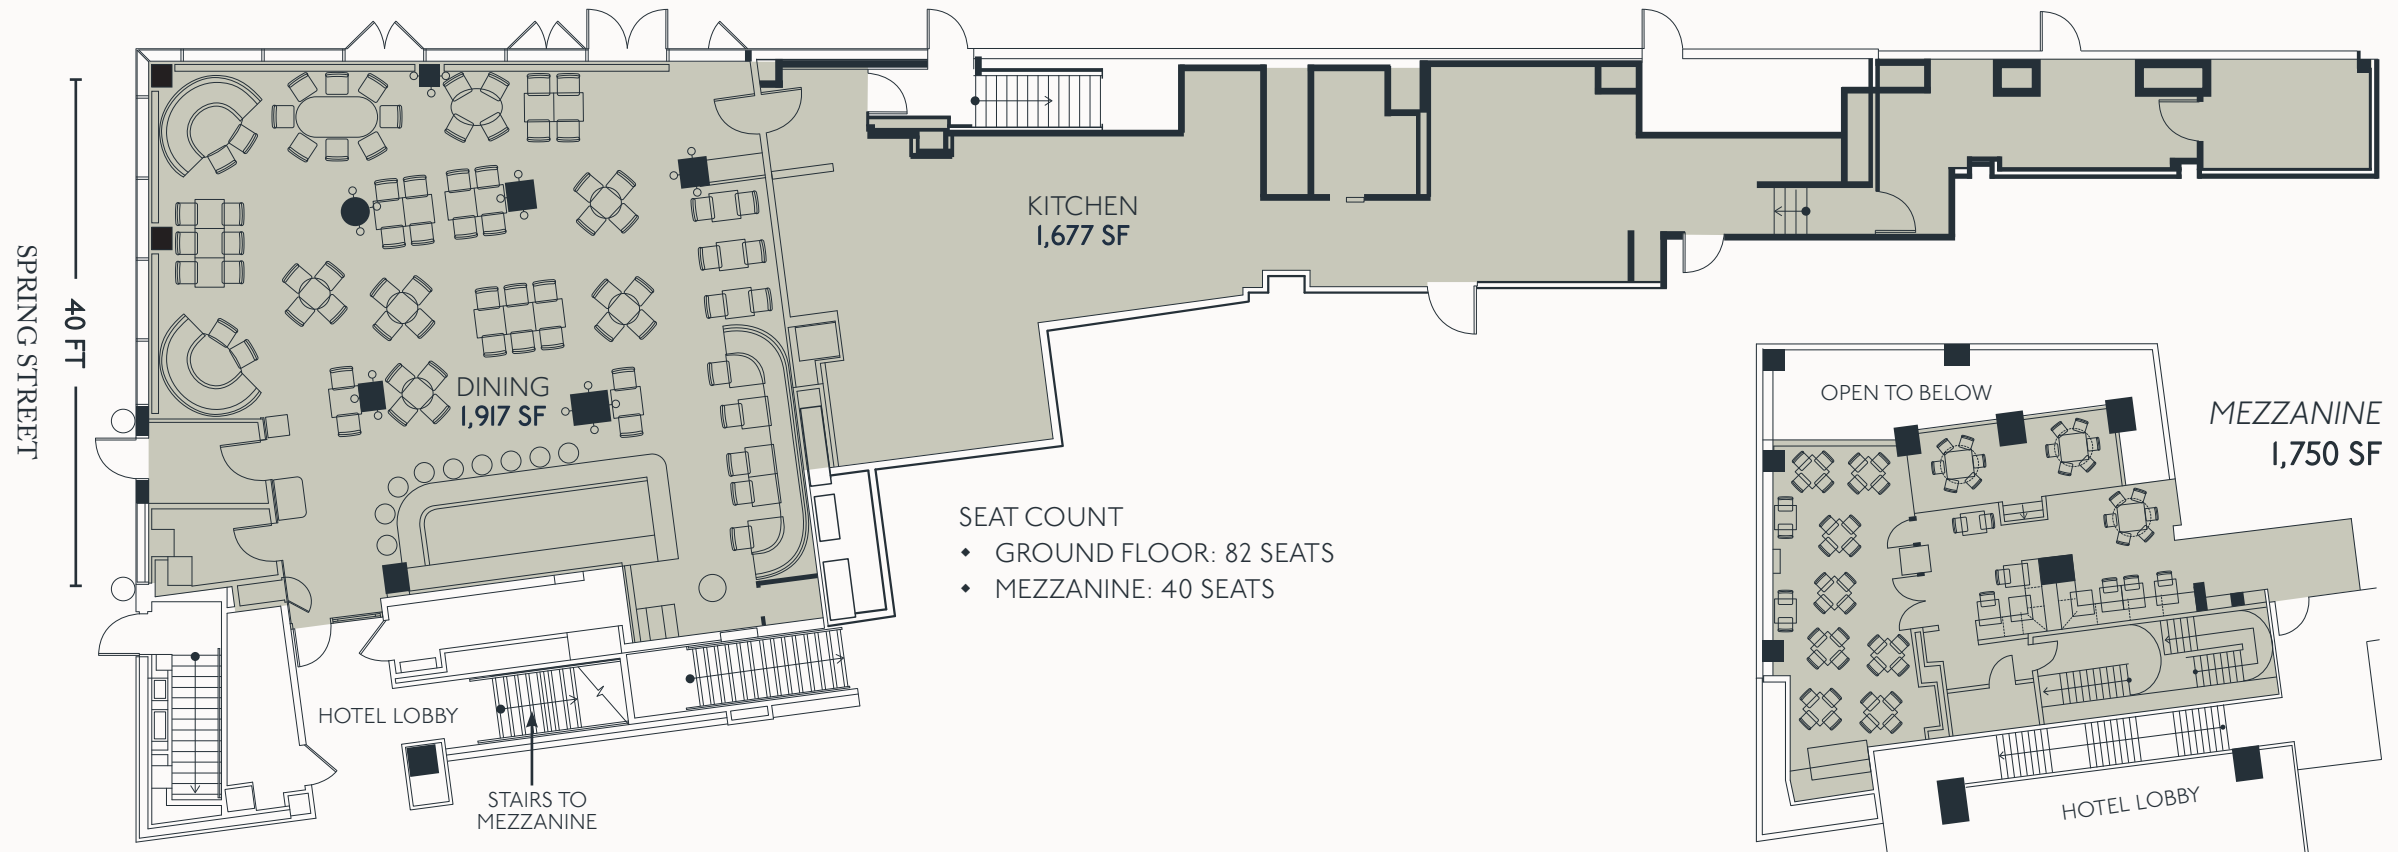 SPRING STREET
40 FT
DINING
1,917 SF
KITCHEN
1,677 SF
SEAT COUNT
• GROUND FLOOR: 82 SEATS
• MEZZANINE: 40 SEATS
HOTEL LOBBY
STAIRS TO
MEZZANINE
OPEN TO BELOW
MEZZANINE
1,750 SF
HOTEL LOBBY